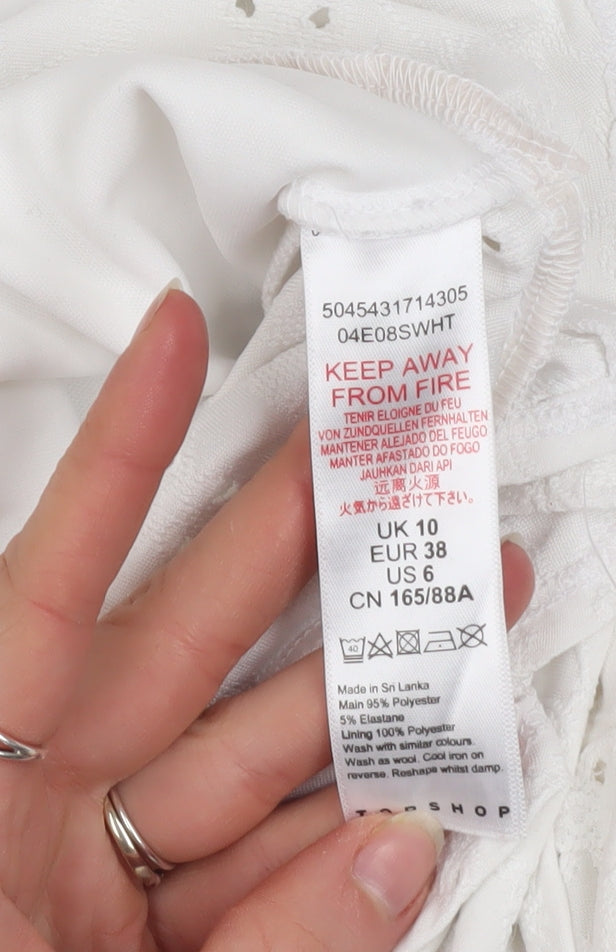 5045431714305
04E08SWHT
KEEP AWAY
FROM FIRE
TENIR ELOIGNE DU FEU
VON ZUNDQUELLEN FERNHALTEN
MANTENER ALEJADO DEL FEUGO
MANTER AFASTADO DO FOGO
JAUHKAN DARI API
远离火源
火気から遠ざけて下さい。
UK 10
EUR 38
US 6
CN 165/88A
40
Made in Sri Lanka
Main 95% Polyester
5% Elastane
Lining 100% Polyester
Wash with similar colours.
Wash as wool. Cool iron on
reverse. Reshape whilst damp.
TOPSHOP